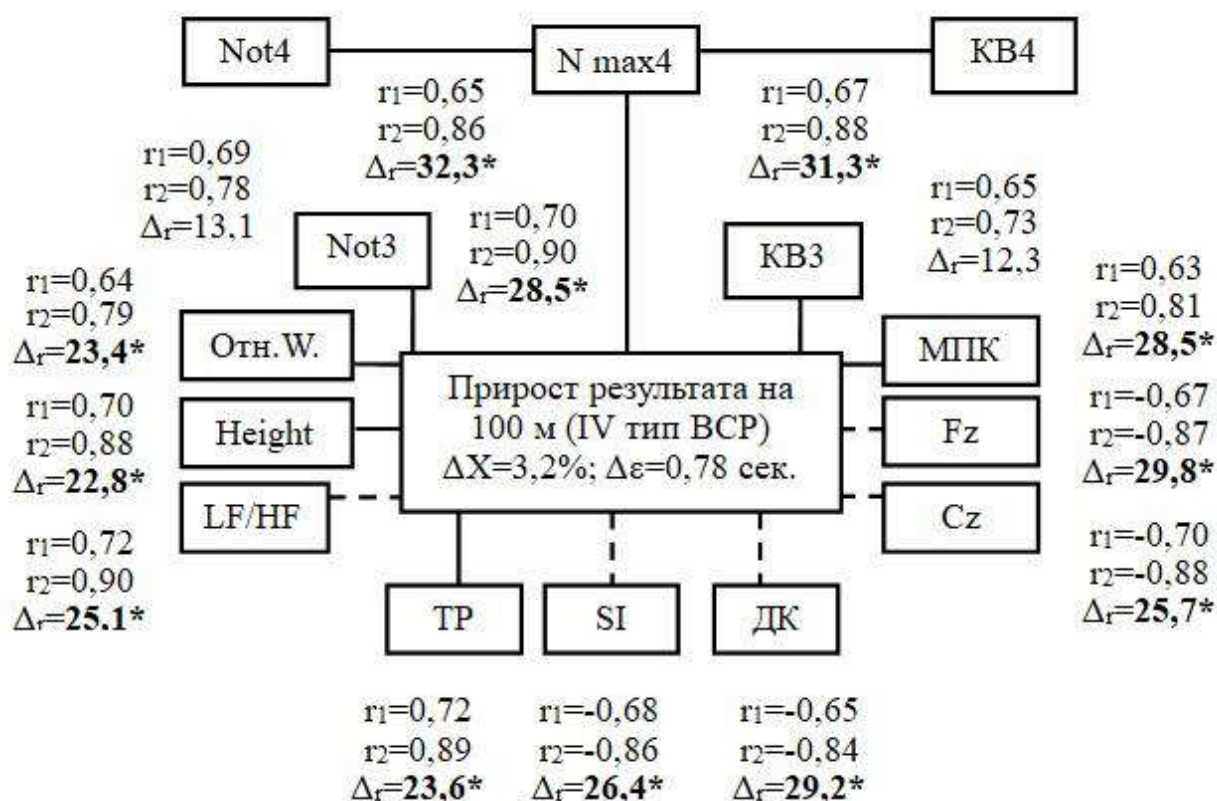 Not4
N max4
КВ4
r1=0,65
r2=0,86
Δr=32,3*
r1=0,67
r2=0,88
Δr=31,3*
r1=0,69
r2=0,78
Δr=13,1
r1=0,65
r2=0,73
Δr=12,3
Not3
r1=0,70
r2=0,90
Δr=28,5*
КВ3
r1=0,64
r2=0,79
Δr=23,4*
r1=0,63
r2=0,81
Δr=28,5*
Отн.W.
МПК
Прирост результата на
100 м (IV тип ВСР)
ΔX=3,2%; Δε=0,78 сек.
r1=0,70
r2=0,88
Δr=22,8*
Height
Fz
r1=-0,67
r2=-0,87
Δr=29,8*
LF/HF
Cz
r1=0,72
r2=0,90
Δr=25.1*
r1=-0,70
r2=-0,88
Δr=25,7*
TP
SI
ДК
r1=0,72
r2=0,89
Δr=23,6*
r1=-0,68
r2=-0,86
Δr=26,4*
r1=-0,65
r2=-0,84
Δr=29,2*